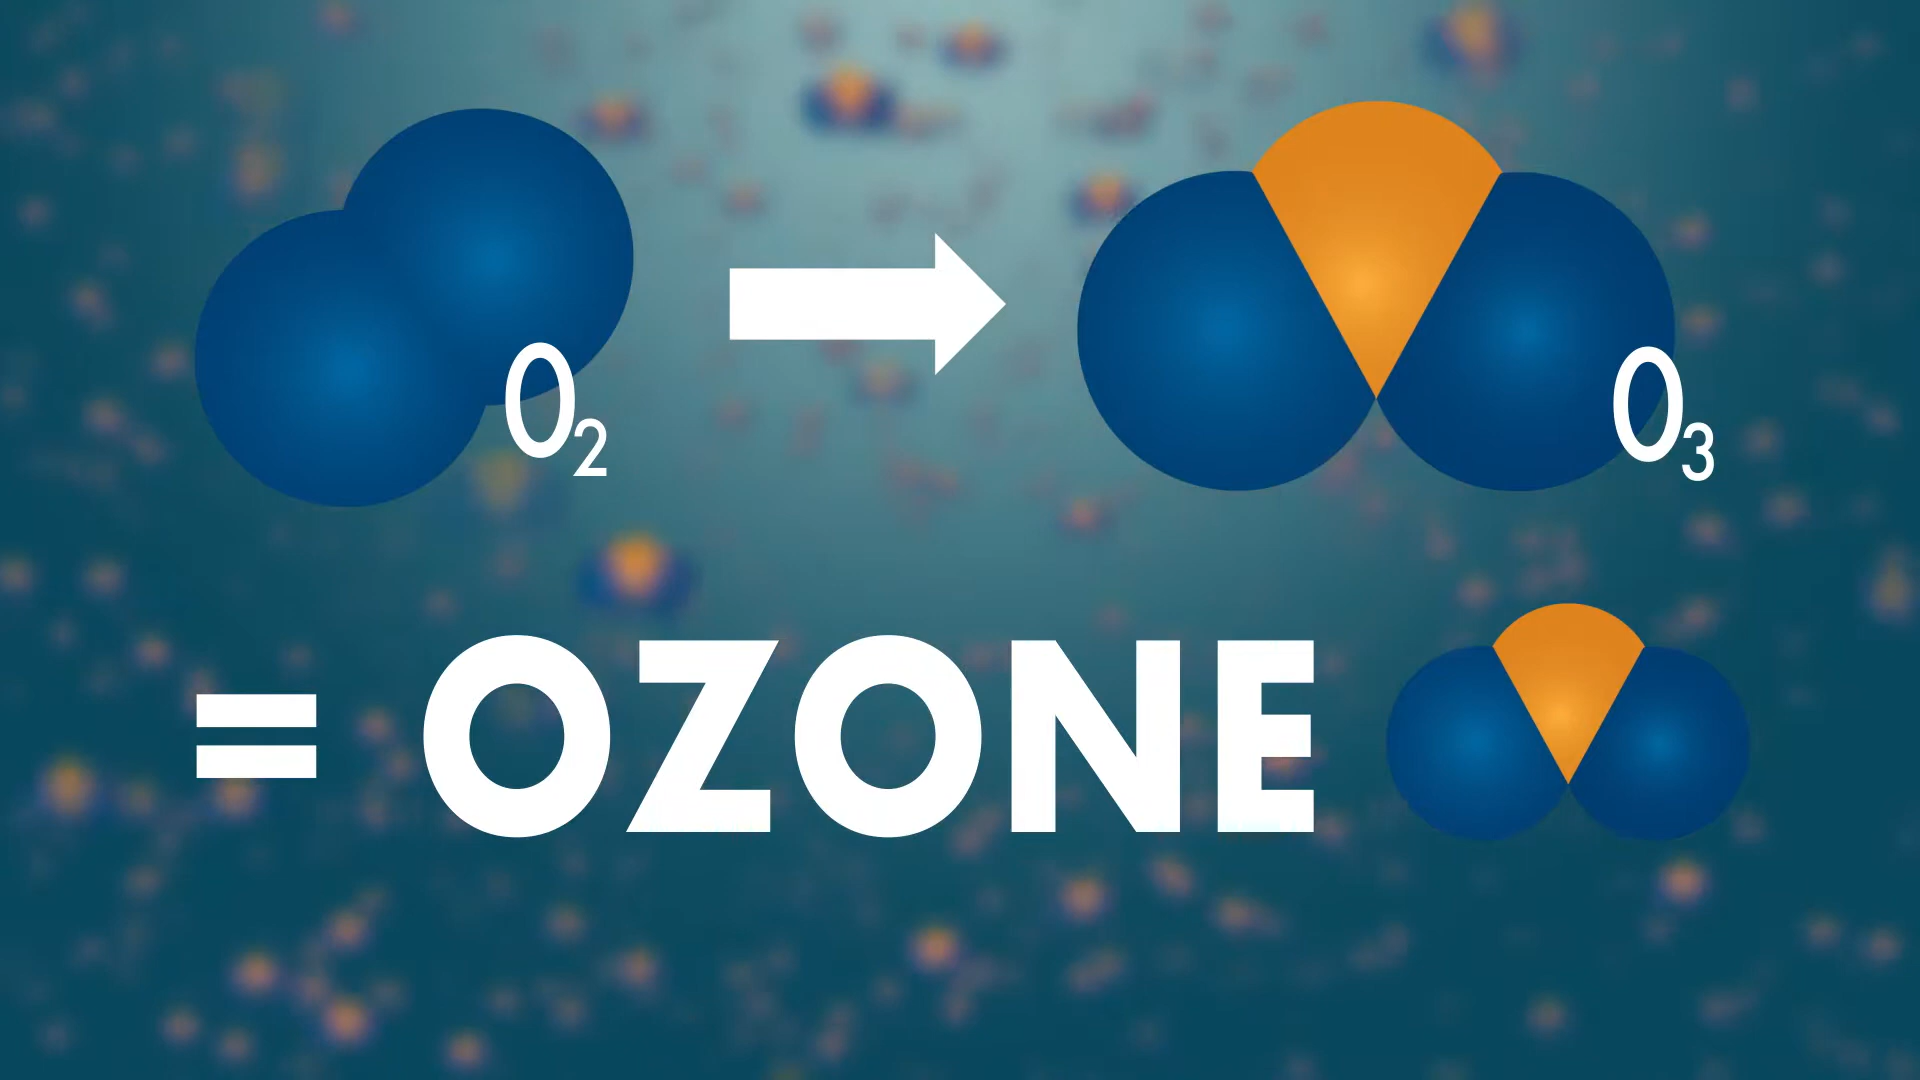 O₂ O₃
= OZONE